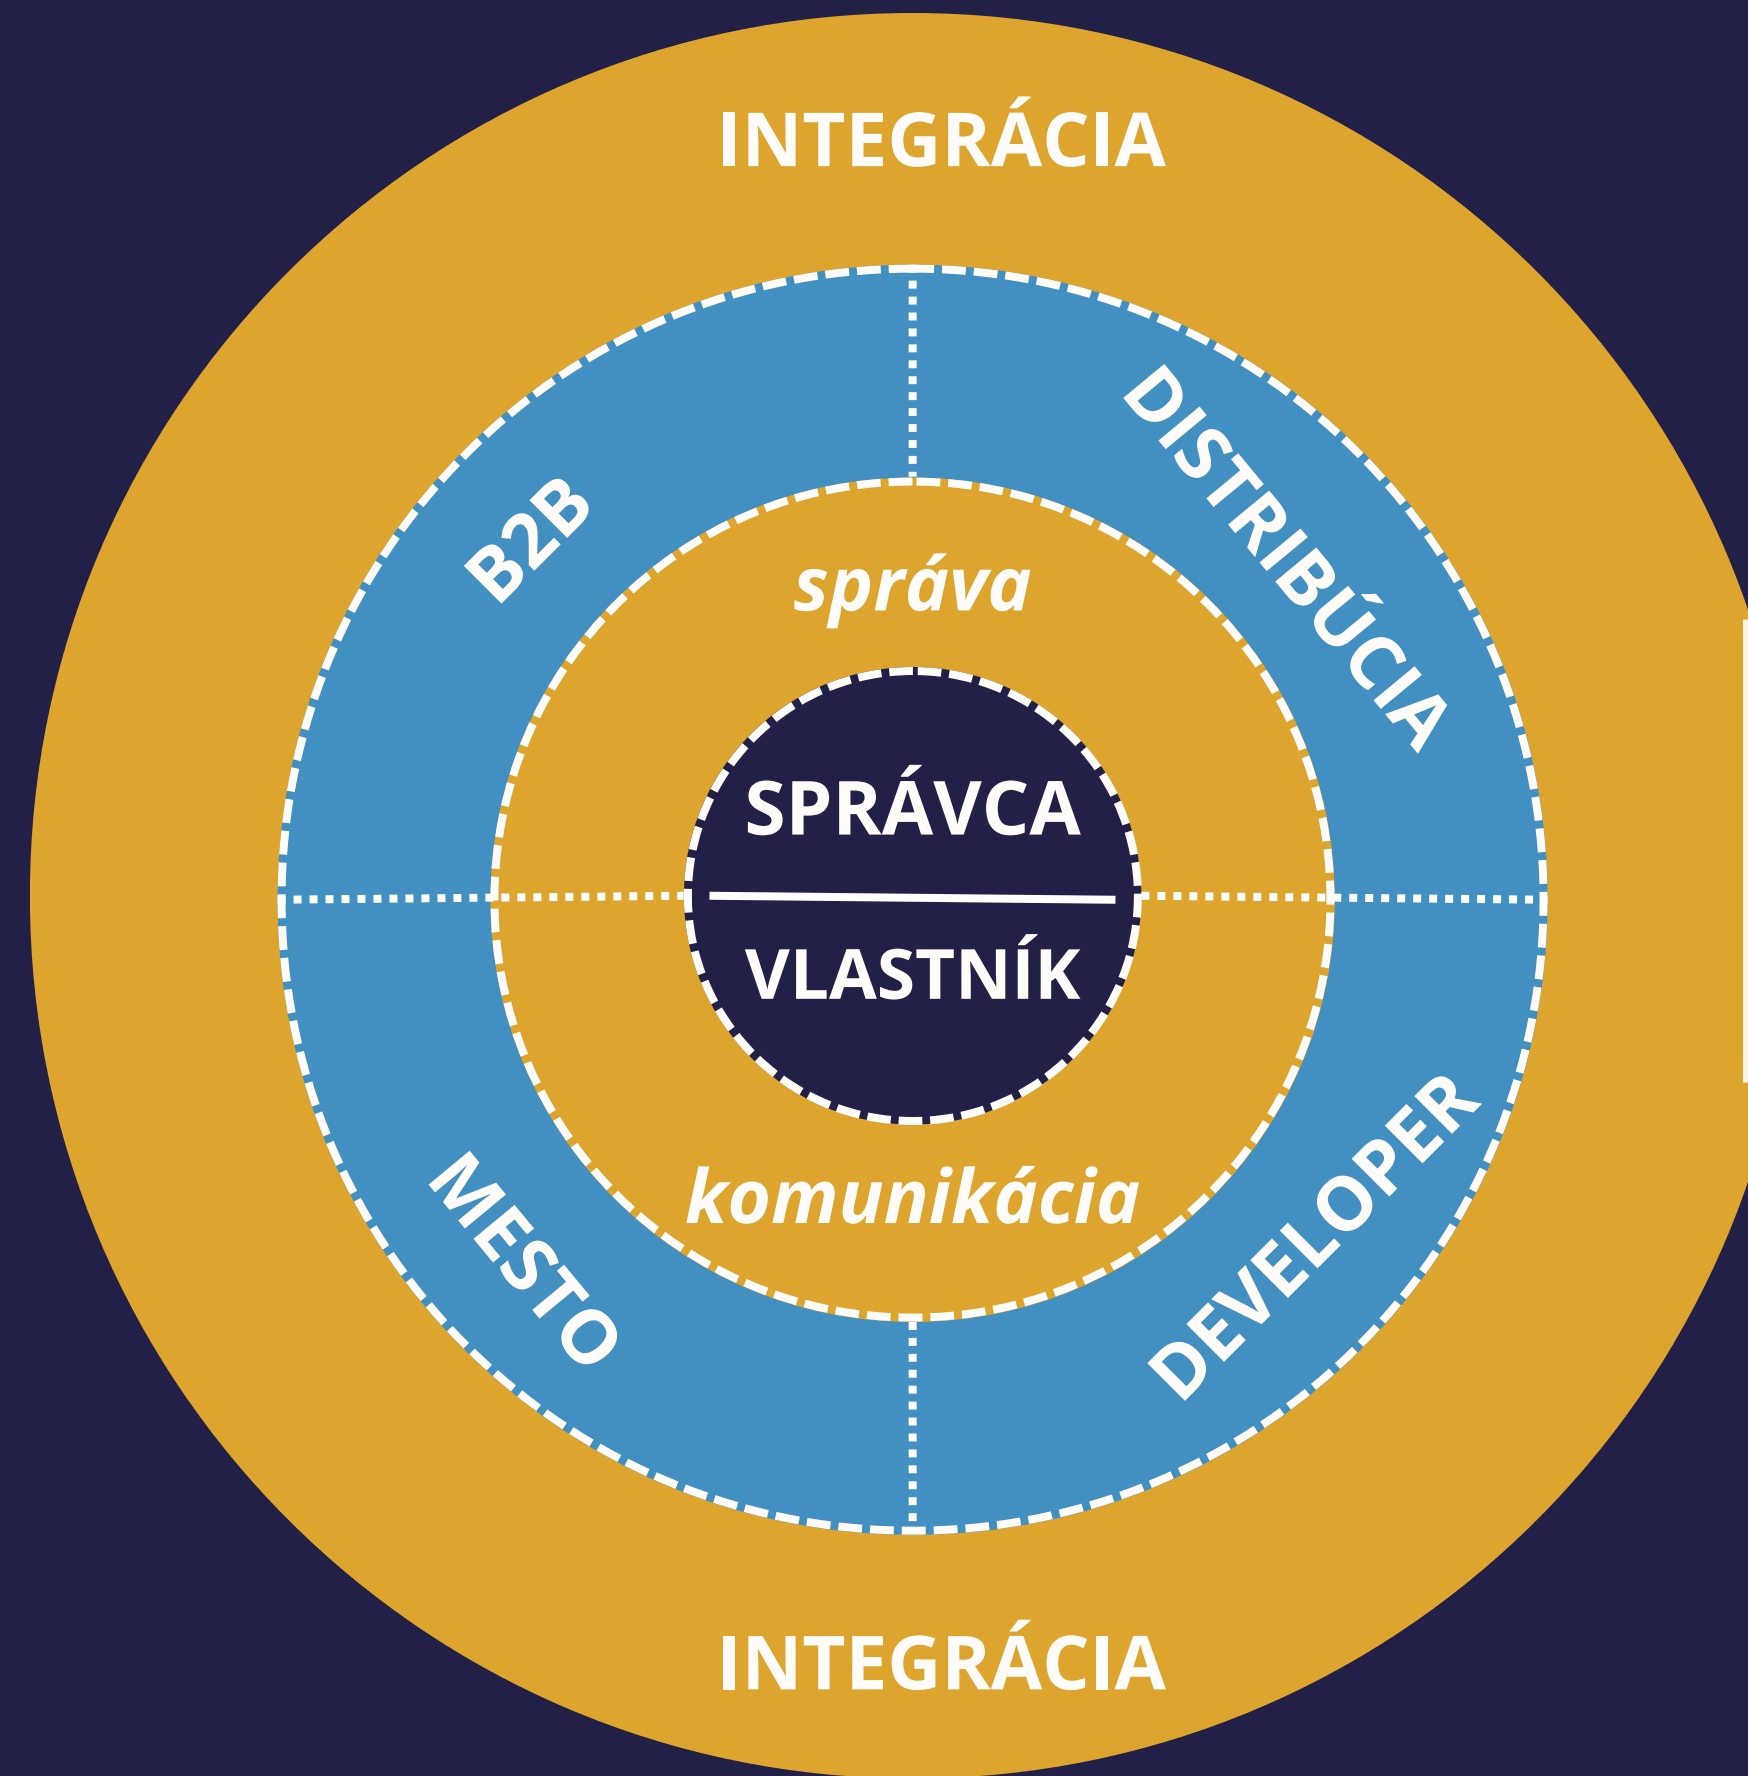 INTEGRÁCIA
B2B
DISTRIBÚCIA
správa
SPRÁVCA
VLASTNÍK
komunikácia
MESTO
DEVELOPER
INTEGRÁCIA